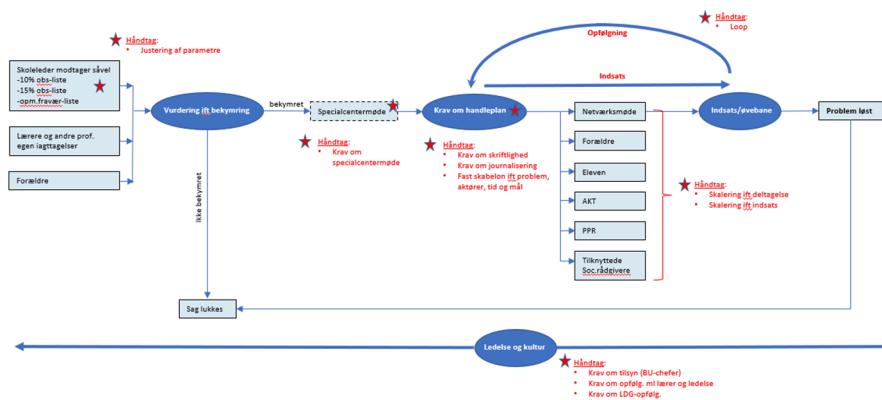 Håndtag:
• Justering af parametre
Skoleleder modtager såvel
-10% obs-liste
-15% obs-liste
-opm.fravær-liste
Lærere og andre prof.
egen iagttagelser
Forældre
Vurdering ift bekymring
bekymret
Ikke bekymret
Specialcentermøde
Håndtag:
• Krav om
specialcentermøde
Krav om handleplan
Håndtag:
• Krav om skriftlighed
• Krav om journalisering
• Fast skabelon ift problem,
aktører, tid og mål
Opfølgning
Indsats
Håndtag:
• Loop
Netværksmøde
Forældre
Eleven
AKT
PPR
Tilknyttede
Soc.rådgivere
Håndtag:
• Skalering ift deltagelse
• Skalering ift indsats
Indsats/øvebane
Problem løst
Sag lukkes
Ledelse og kultur
Håndtag:
• Krav om tilsyn (BU-chefer)
• Krav om opfølg. ml lærer og ledelse
• Krav om LDG-opfølg.